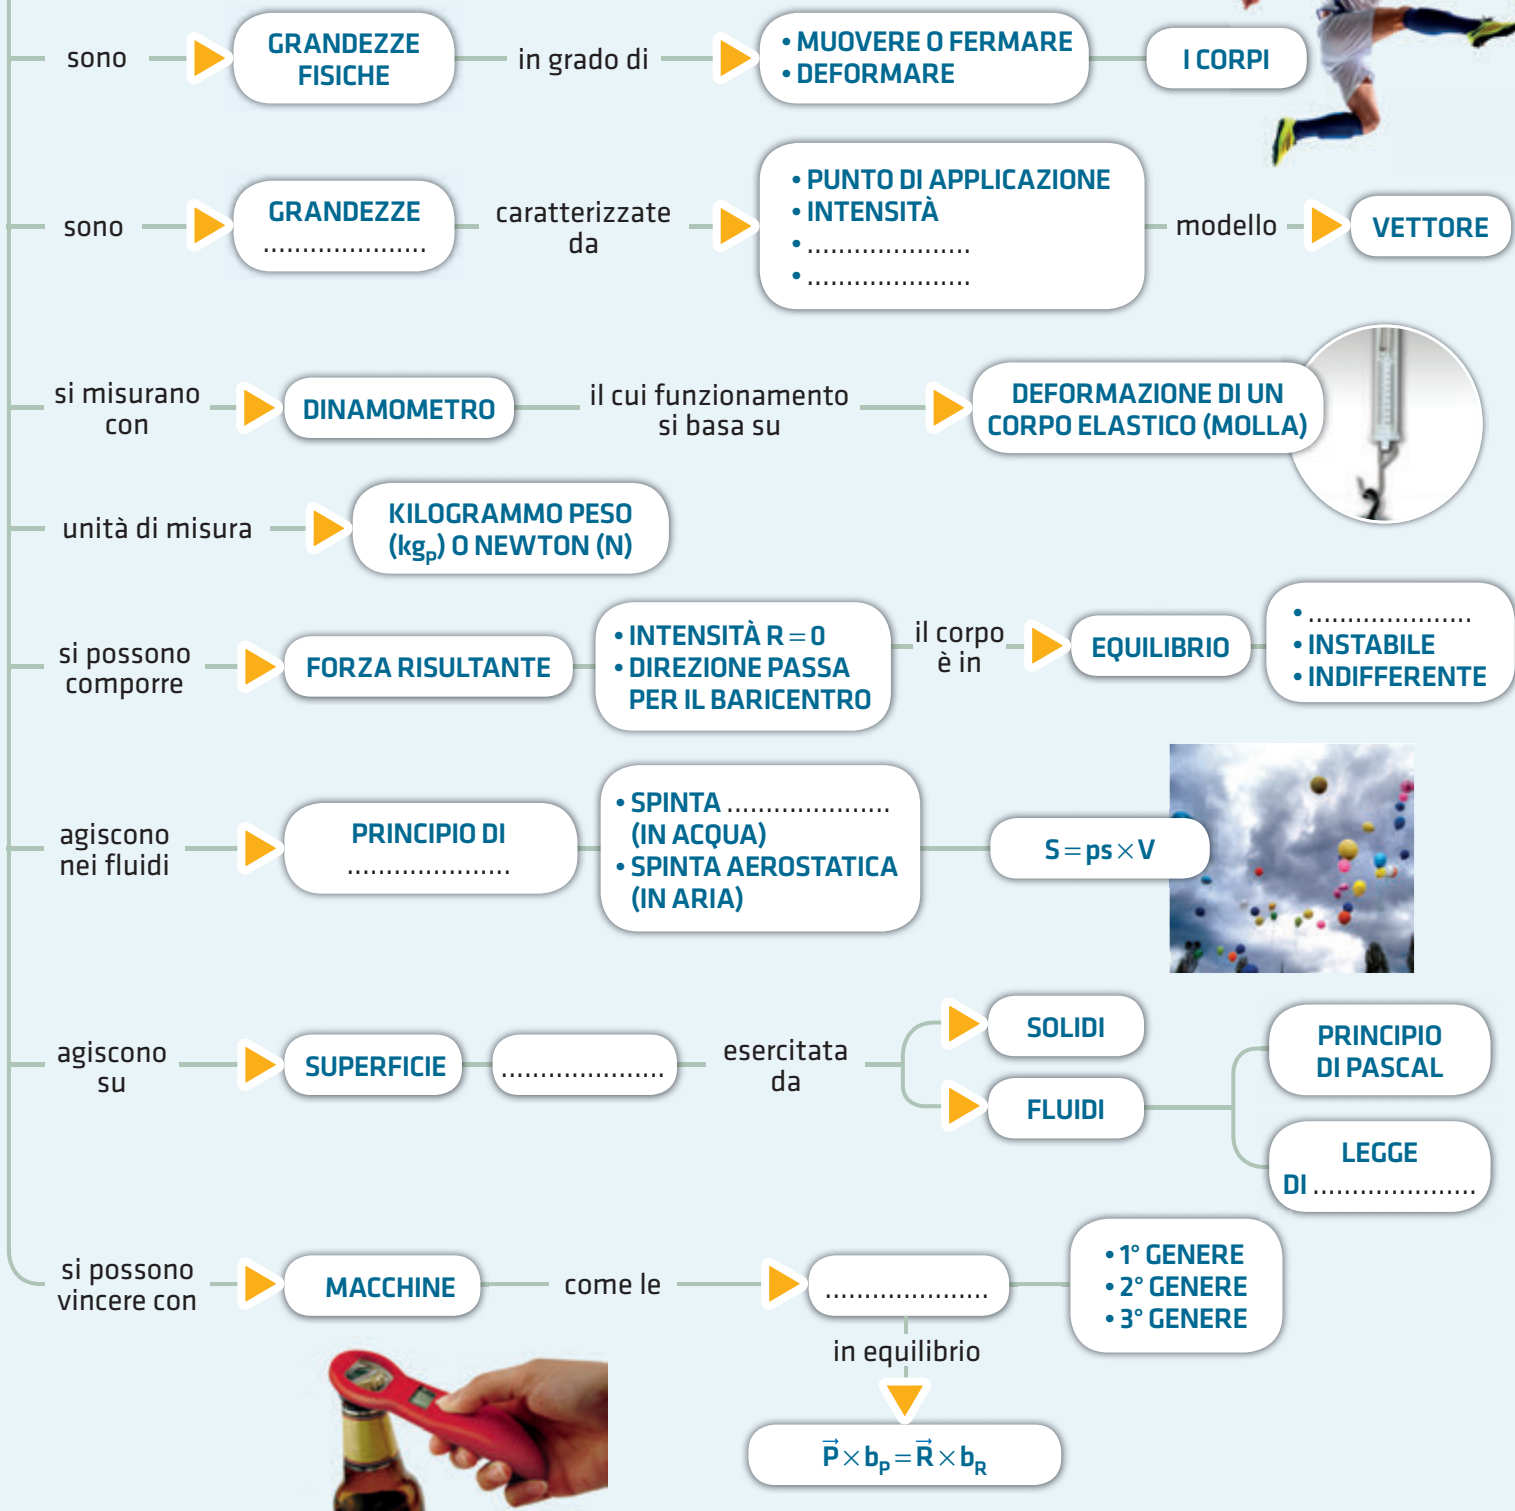 sono
GRANDEZZE
FISICHE
in grado di
• MUOVERE O FERMARE
• DEFORMARE
I CORPI
sono
GRANDEZZE
.....................
caratterizzate
da
• PUNTO DI APPLICAZIONE
• INTENSITÀ
• .....................
• .....................
modello
VETTORE
si misurano
con
DINAMOMETRO
il cui funzionamento
si basa su
DEFORMAZIONE DI UN
CORPO ELASTICO (MOLLA)
unità di misura
KILOGRAMMO PESO
(kgₚ) O NEWTON (N)
si possono
comporre
FORZA RISULTANTE
• INTENSITÀ R = 0
• DIREZIONE PASSA
PER IL BARICENTRO
il corpo
è in
EQUILIBRIO
• .....................
• INSTABILE
• INDIFFERENTE
agiscono
nei fluidi
PRINCIPIO DI
.....................
• SPINTA .....................
(IN ACQUA)
• SPINTA AEROSTATICA
(IN ARIA)
S = ps × V
agiscono
su
SUPERFICIE
.....................
esercitata
da
SOLIDI
FLUIDI
PRINCIPIO
DI PASCAL
LEGGE
DI .....................
si possono
vincere con
MACCHINE
come le
.....................
• 1° GENERE
• 2° GENERE
• 3° GENERE
in equilibrio
P⃗ × b_P = R⃗ × b_R